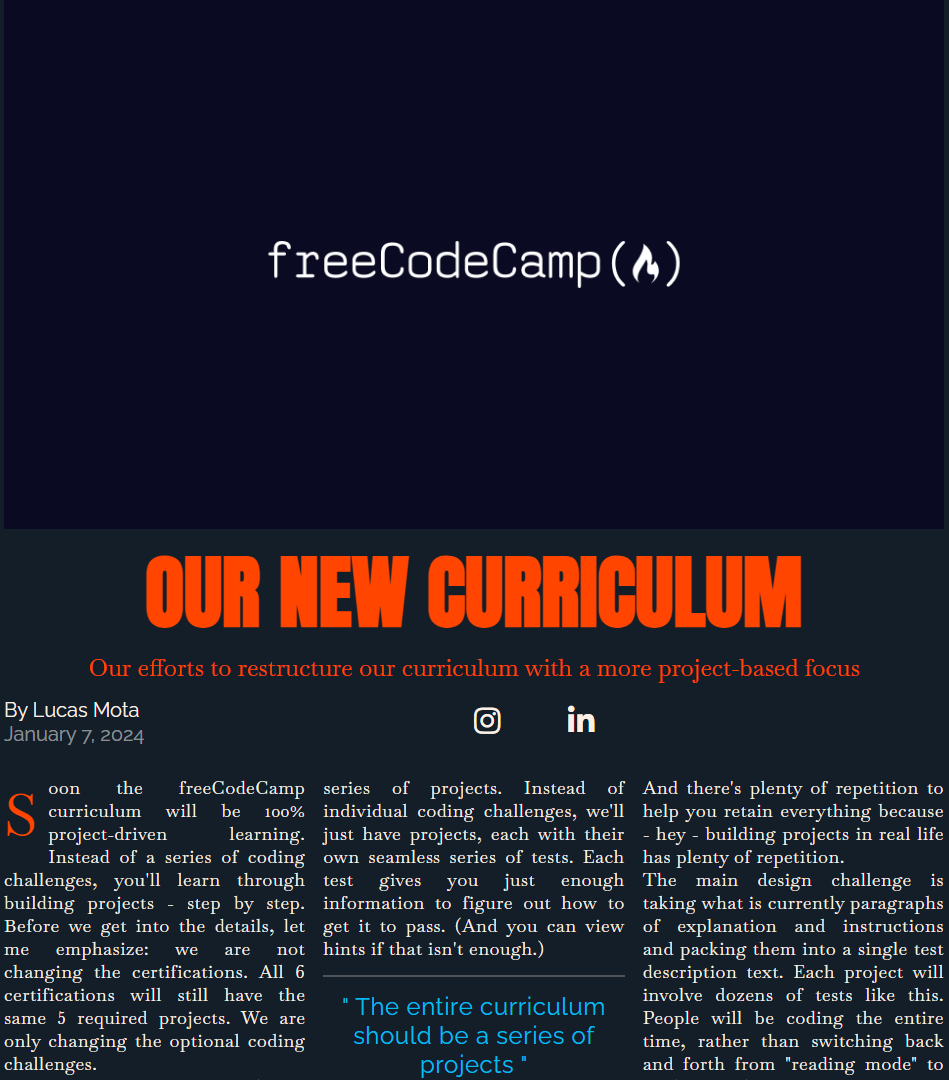 freeCodeCamp(🔥)
OUR NEW CURRICULUM
Our efforts to restructure our curriculum with a more project-based focus
By Lucas Mota
January 7, 2024
Soon the freeCodeCamp
curriculum will be 100%
project-driven learning.
Instead of a series of coding
challenges, you'll learn through
building projects - step by step.
Before we get into the details, let
me emphasize: we are not
changing the certifications. All 6
certifications will still have the
same 5 required projects. We are
only changing the optional coding
challenges.
series of projects. Instead of
individual coding challenges, we'll
just have projects, each with their
own seamless series of tests. Each
test gives you just enough
information to figure out how to
get it to pass. (And you can view
hints if that isn't enough.)
" The entire curriculum
should be a series of
projects "
And there's plenty of repetition to
help you retain everything because
- hey - building projects in real life
has plenty of repetition.
The main design challenge is
taking what is currently paragraphs
of explanation and instructions
and packing them into a single test
description text. Each project will
involve dozens of tests like this.
People will be coding the entire
time, rather than switching back
and forth from "reading mode" to